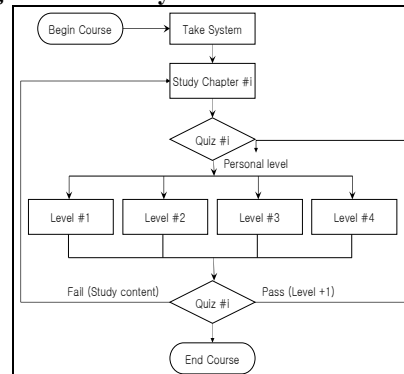 Begin Course
Take System
Study Chapter #i
Quiz #i
Personal level
Level #1
Level #2
Level #3
Level #4
Fail (Study content)
Quiz #i
Pass (Level +1)
End Course